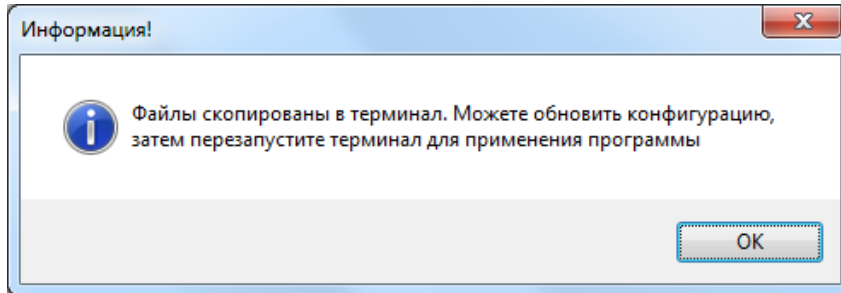 Информация!
Файлы скопированы в терминал. Можете обновить конфигурацию,
затем перезапустите терминал для применения программы
OK